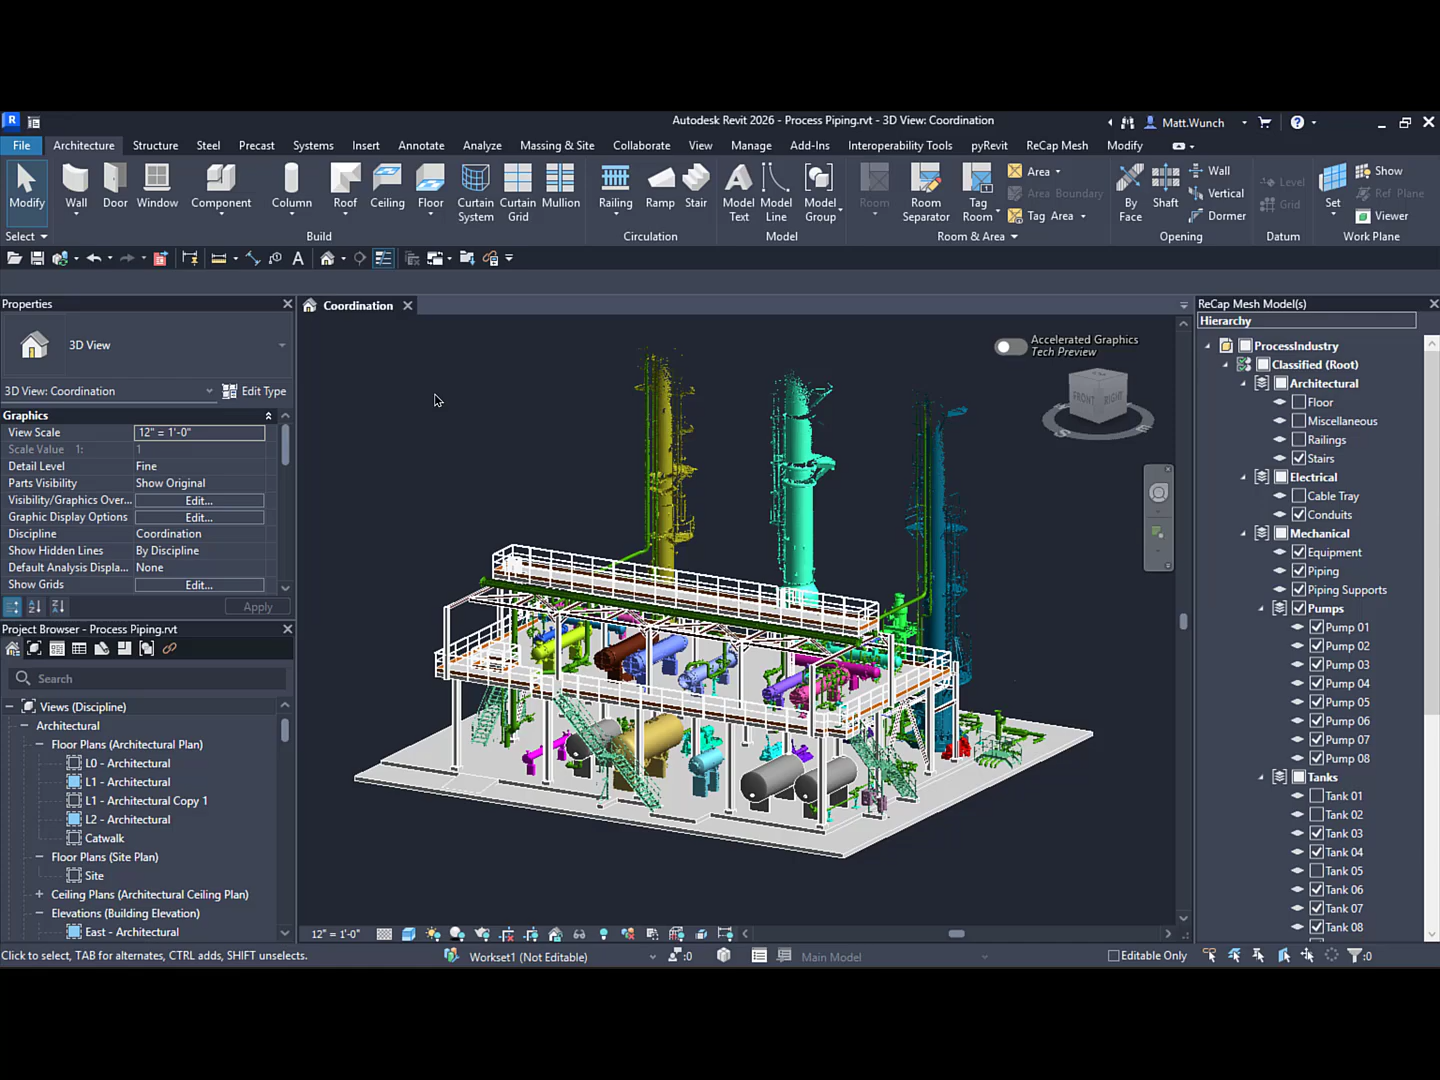 Autodesk Revit 2026 - Process Piping.rvt - 3D View: Coordination
Matt.Wunch
File Architecture Structure Steel Precast Systems Insert Annotate Analyze Massing & Site Collaborate View Manage Add-Ins Interoperability Tools pyRevit ReCap Mesh Modify
Modify Wall Door Window Component Column Roof Ceiling Floor Curtain System Curtain Grid Mullion Railing Ramp Stair Model Text Model Line Model Group Room Room Separator Tag Room Area Area Boundary Tag Area By Face Shaft Wall Vertical Dormer Level Grid Set Show Ref Plane Viewer
Select Build Circulation Model Room & Area Opening Datum Work Plane
Properties
3D View
3D View: Coordination Edit Type
Graphics
View Scale 12" = 1'-0"
Scale Value 1: 1
Detail Level Fine
Parts Visibility Show Original
Visibility/Graphics Over... Edit...
Graphic Display Options Edit...
Discipline Coordination
Show Hidden Lines By Discipline
Default Analysis Displa... None
Show Grids Edit...
Apply
Project Browser - Process Piping.rvt
Search
Views (Discipline)
Architectural
Floor Plans (Architectural Plan)
L0 - Architectural
L1 - Architectural
L1 - Architectural Copy 1
L2 - Architectural
Catwalk
Floor Plans (Site Plan)
Site
Ceiling Plans (Architectural Ceiling Plan)
Elevations (Building Elevation)
East - Architectural
Coordination
Accelerated Graphics
Tech Preview
FRONT RIGHT
S E
12" = 1'-0"
ReCap Mesh Model(s)
Hierarchy
ProcessIndustry
Classified (Root)
Architectural
Floor
Miscellaneous
Railings
Stairs
Electrical
Cable Tray
Conduits
Mechanical
Equipment
Piping
Piping Supports
Pumps
Pump 01
Pump 02
Pump 03
Pump 04
Pump 05
Pump 06
Pump 07
Pump 08
Tanks
Tank 01
Tank 02
Tank 03
Tank 04
Tank 05
Tank 06
Tank 07
Tank 08
Click to select, TAB for alternates, CTRL adds, SHIFT unselects. Workset1 (Not Editable) :0 Main Model Editable Only :0